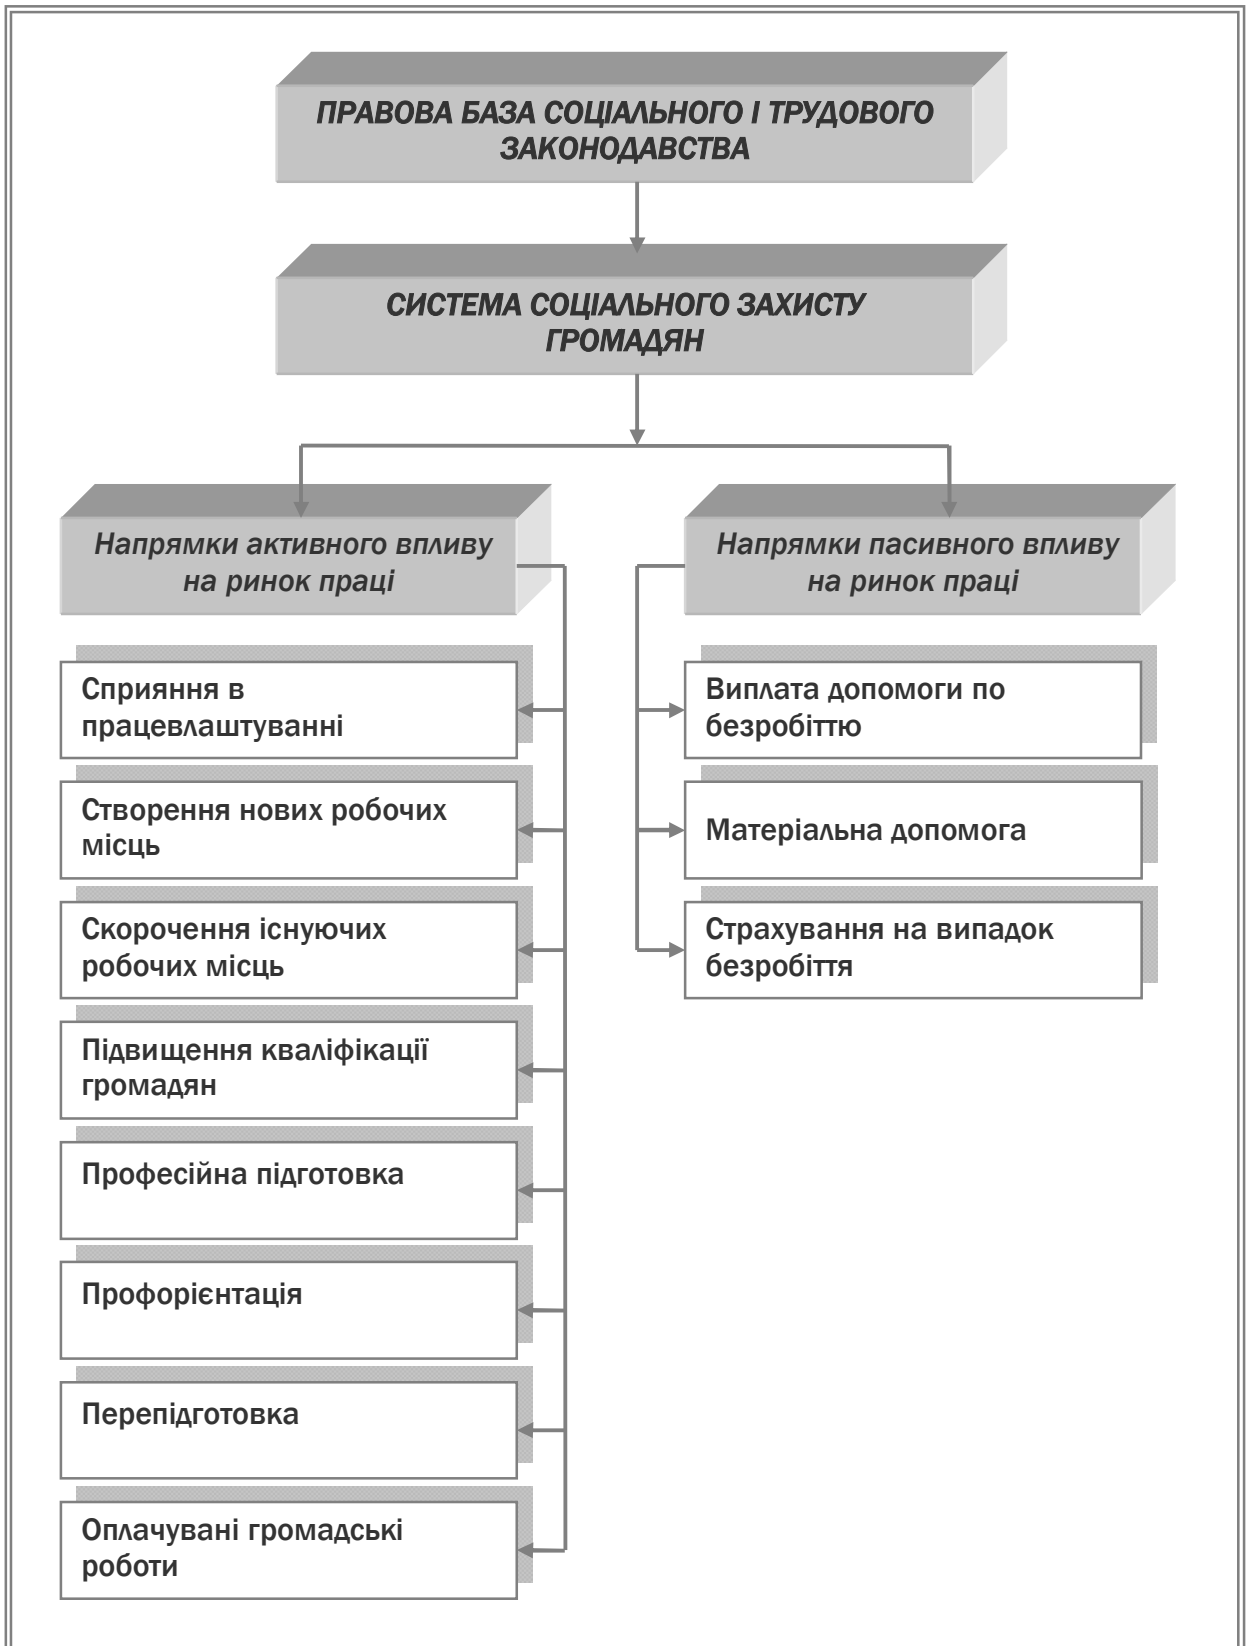 ПРАВОВА БАЗА СОЦІАЛЬНОГО І ТРУДОВОГО
ЗАКОНОДАВСТВА
СИСТЕМА СОЦІАЛЬНОГО ЗАХИСТУ
ГРОМАДЯН
Напрямки активного впливу
на ринок праці
Сприяння в
працевлаштуванні
Створення нових робочих
місць
Скорочення існуючих
робочих місць
Підвищення кваліфікації
громадян
Професійна підготовка
Профорієнтація
Перепідготовка
Оплачувані громадські
роботи
Напрямки пасивного впливу
на ринок праці
Виплата допомоги по
безробіттю
Матеріальна допомога
Страхування на випадок
безробіття